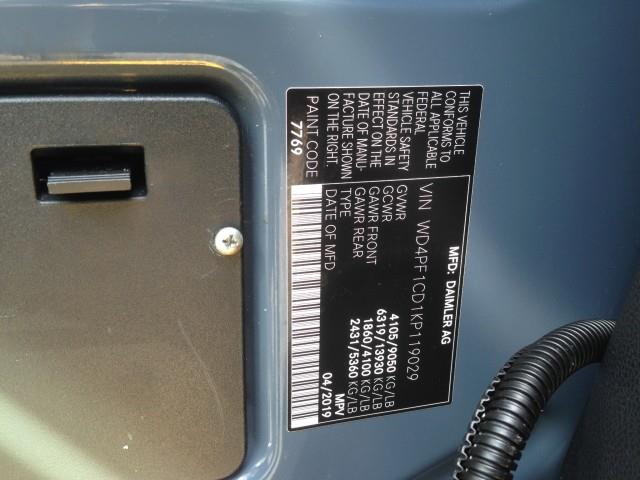 MFD: DAIMLER AG
VIN WD4PF1CD1KP119029
GVWR 4105/9050 KG/LB
GCWR 6319/13930 KG/LB
GAWR FRONT 1860/4100 KG/LB
GAWR REAR 2431/5360 KG/LB
TYPE MPV
DATE OF MFD 04/2019
THIS VEHICLE
CONFORMS TO
ALL APPLICABLE
FEDERAL
VEHICLE SAFETY
STANDARDS IN
EFFECT ON THE
DATE OF MANU-
FACTURE SHOWN
ON THE RIGHT
PAINT CODE
7769